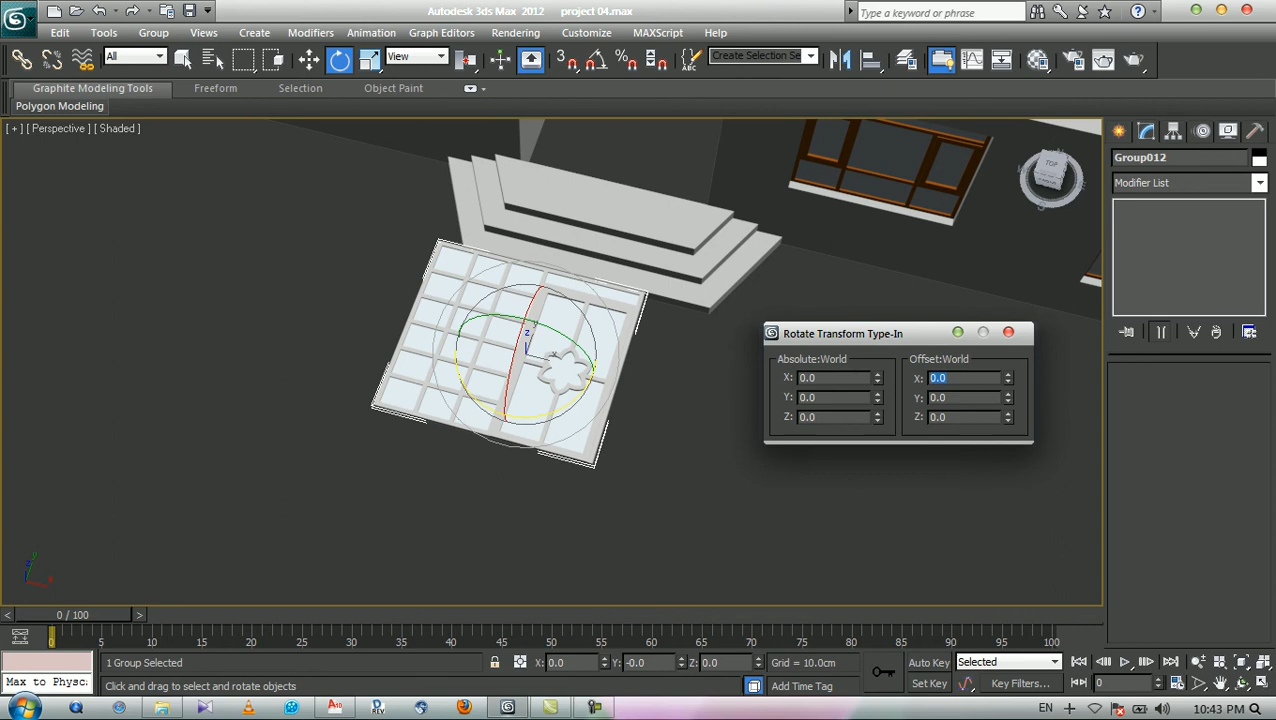 Autodesk 3ds Max 2012 project 04.max
Type a keyword or phrase
Edit Tools Group Views Create Modifiers Animation Graph Editors Rendering Customize MAXScript Help
All View Create Selection Se
Graphite Modeling Tools Freeform Selection Object Paint
Polygon Modeling
[ + ] [ Perspective ] [ Shaded ]
TOP
Group012
Modifier List
z
y
x
Rotate Transform Type-In
Absolute:World Offset:World
X: 0.0 X: 0.0
Y: 0.0 Y: 0.0
Z: 0.0 Z: 0.0
0 / 100
0 5 10 15 20 25 30 35 40 45 50 55 60 65 70 75 80 85 90 95 100
1 Group Selected X: 0.0 Y: -0.0 Z: 0.0 Grid = 10.0cm Auto Key Selected
Max to Physc: Click and drag to select and rotate objects Add Time Tag Set Key Key Filters... 0
EN 10:43 PM